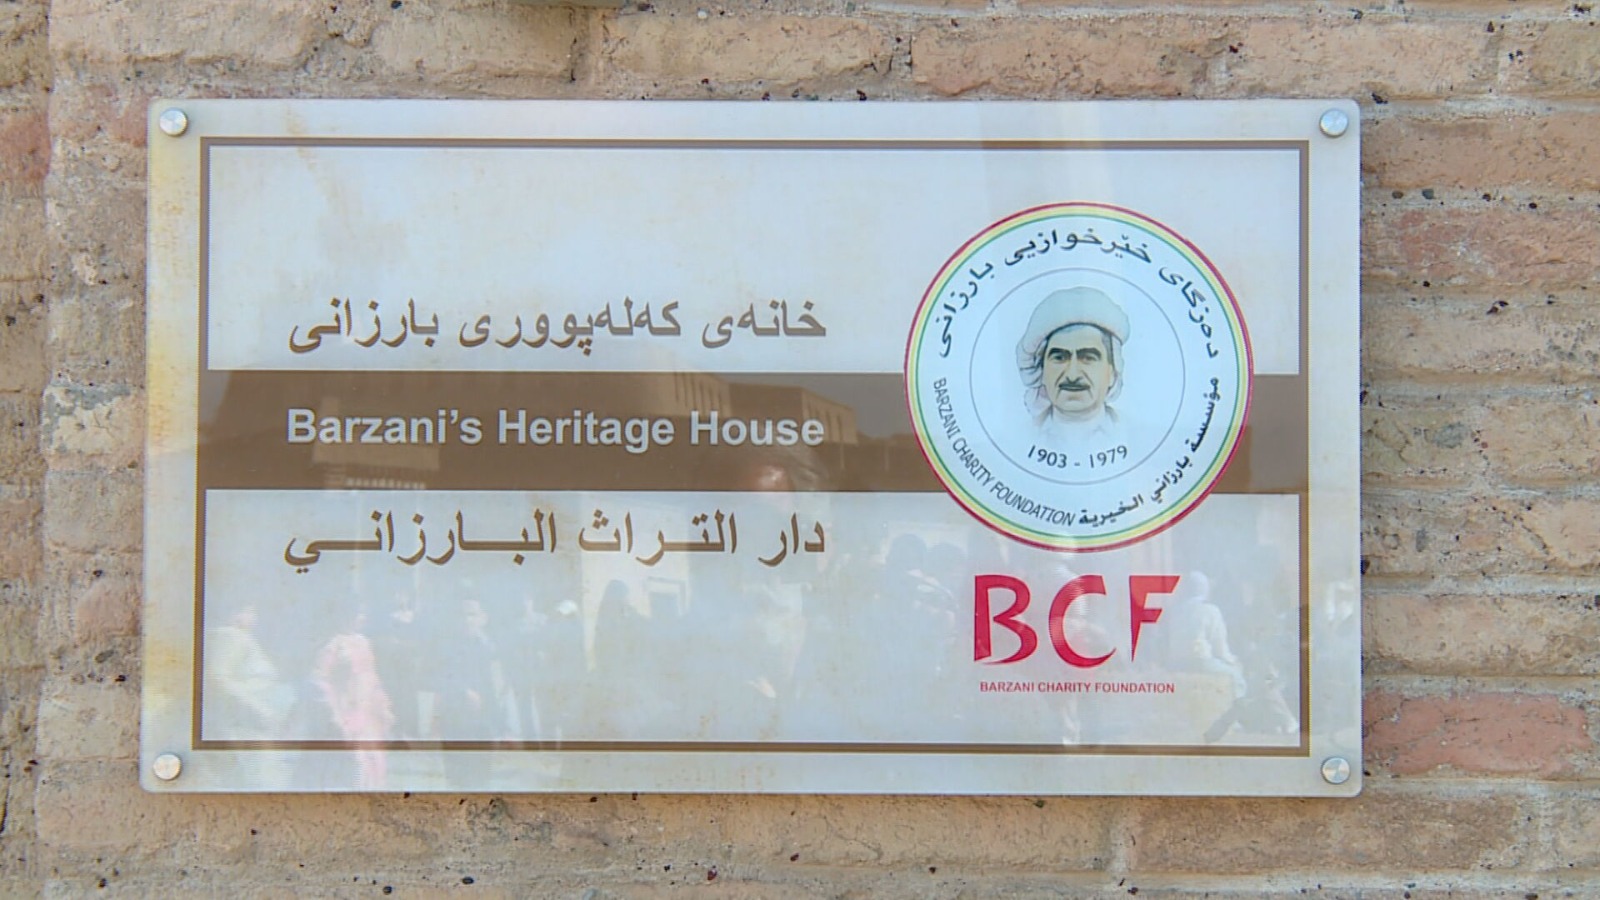 خانەی کەلەپووری بارزانی
Barzani's Heritage House
دار التراث البارزاني
دەزگای خێرخوازیی بارزانی
1903 - 1979
BARZANI CHARITY FOUNDATION مؤسسة بارزاني الخيرية
BCF
BARZANI CHARITY FOUNDATION